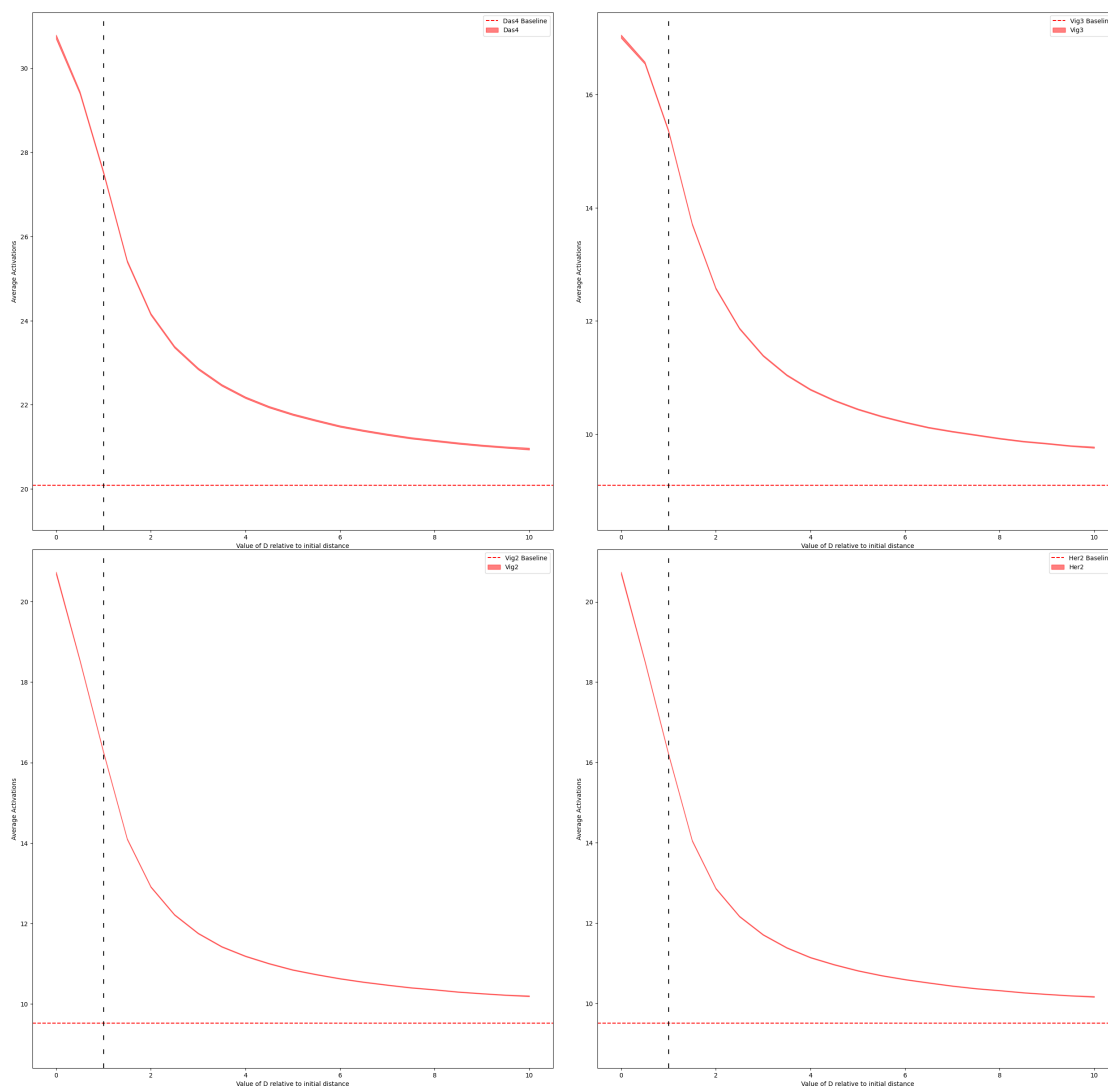 Das4 Baseline
Das4
Average Activations
30
28
26
24
22
20
0
2
4
6
8
10
Value of D relative to initial distance
Vig3 Baseline
Vig3
Average Activations
16
14
12
10
0
2
4
6
8
10
Value of D relative to initial distance
Vig2 Baseline
Vig2
Average Activations
20
18
16
14
12
10
0
2
4
6
8
10
Value of D relative to initial distance
Her2 Baseline
Her2
Average Activations
20
18
16
14
12
10
0
2
4
6
8
10
Value of D relative to initial distance